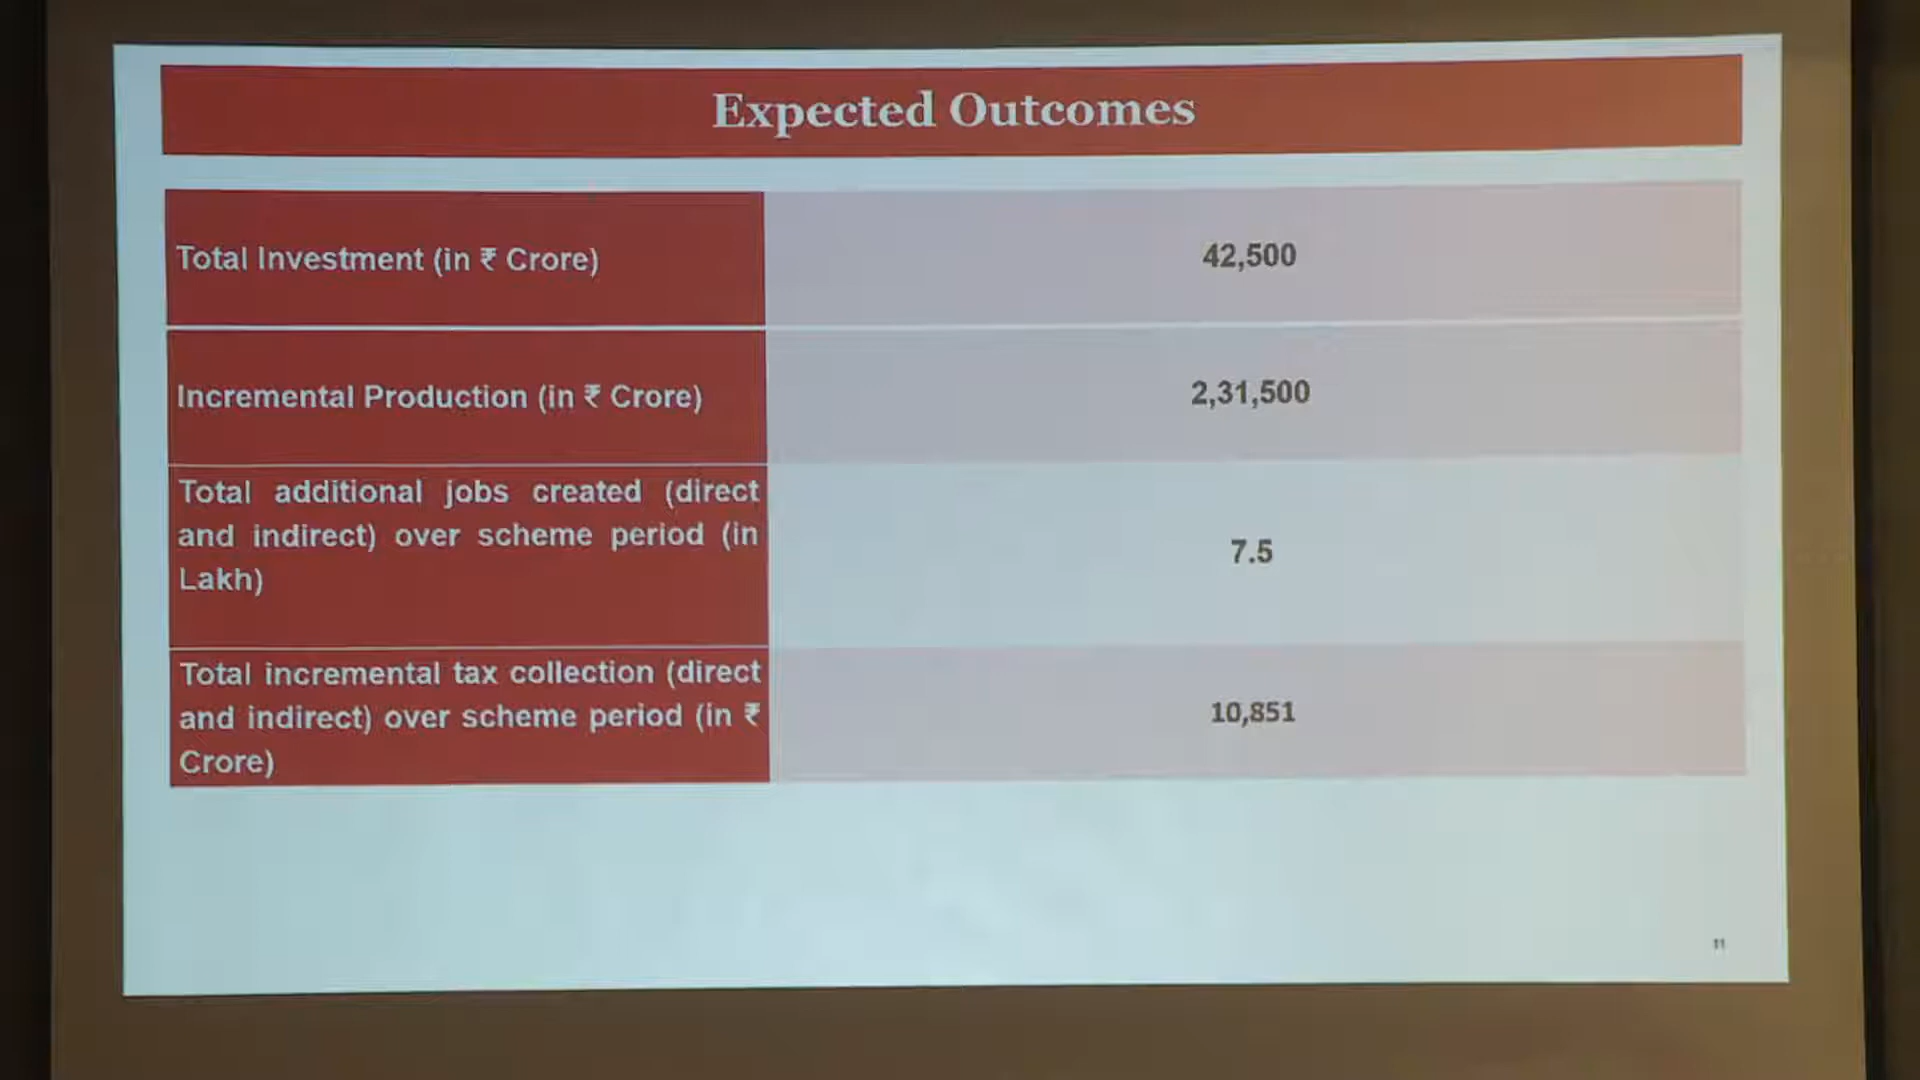 Expected Outcomes
Total Investment (in ₹ Crore)
42,500
Incremental Production (in ₹ Crore)
2,31,500
Total additional jobs created (direct
and indirect) over scheme period (in
Lakh)
7.5
Total incremental tax collection (direct
and indirect) over scheme period (in ₹
Crore)
10,851
11